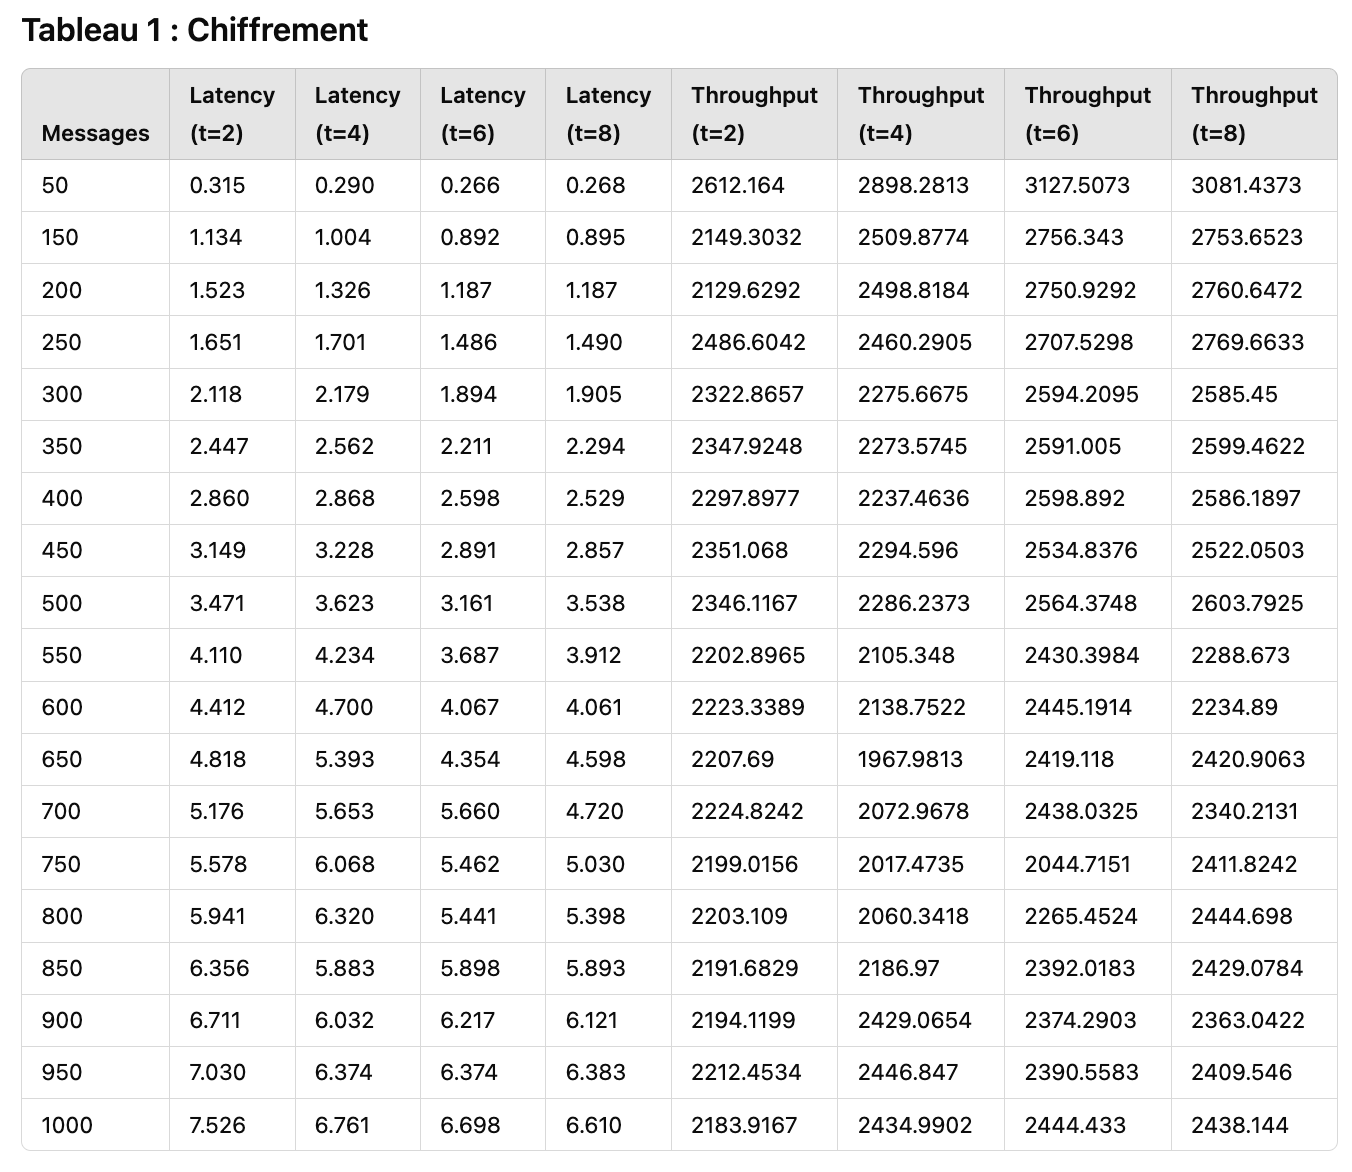 Tableau 1 : Chiffrement
Messages Latency (t=2) Latency (t=4) Latency (t=6) Latency (t=8) Throughput (t=2) Throughput (t=4) Throughput (t=6) Throughput (t=8)
50 0.315 0.290 0.266 0.268 2612.164 2898.2813 3127.5073 3081.4373
150 1.134 1.004 0.892 0.895 2149.3032 2509.8774 2756.343 2753.6523
200 1.523 1.326 1.187 1.187 2129.6292 2498.8184 2750.9292 2760.6472
250 1.651 1.701 1.486 1.490 2486.6042 2460.2905 2707.5298 2769.6633
300 2.118 2.179 1.894 1.905 2322.8657 2275.6675 2594.2095 2585.45
350 2.447 2.562 2.211 2.294 2347.9248 2273.5745 2591.005 2599.4622
400 2.860 2.868 2.598 2.529 2297.8977 2237.4636 2598.892 2586.1897
450 3.149 3.228 2.891 2.857 2351.068 2294.596 2534.8376 2522.0503
500 3.471 3.623 3.161 3.538 2346.1167 2286.2373 2564.3748 2603.7925
550 4.110 4.234 3.687 3.912 2202.8965 2105.348 2430.3984 2288.673
600 4.412 4.700 4.067 4.061 2223.3389 2138.7522 2445.1914 2234.89
650 4.818 5.393 4.354 4.598 2207.69 1967.9813 2419.118 2420.9063
700 5.176 5.653 5.660 4.720 2224.8242 2072.9678 2438.0325 2340.2131
750 5.578 6.068 5.462 5.030 2199.0156 2017.4735 2044.7151 2411.8242
800 5.941 6.320 5.441 5.398 2203.109 2060.3418 2265.4524 2444.698
850 6.356 5.883 5.898 5.893 2191.6829 2186.97 2392.0183 2429.0784
900 6.711 6.032 6.217 6.121 2194.1199 2429.0654 2374.2903 2363.0422
950 7.030 6.374 6.374 6.383 2212.4534 2446.847 2390.5583 2409.546
1000 7.526 6.761 6.698 6.610 2183.9167 2434.9902 2444.433 2438.144